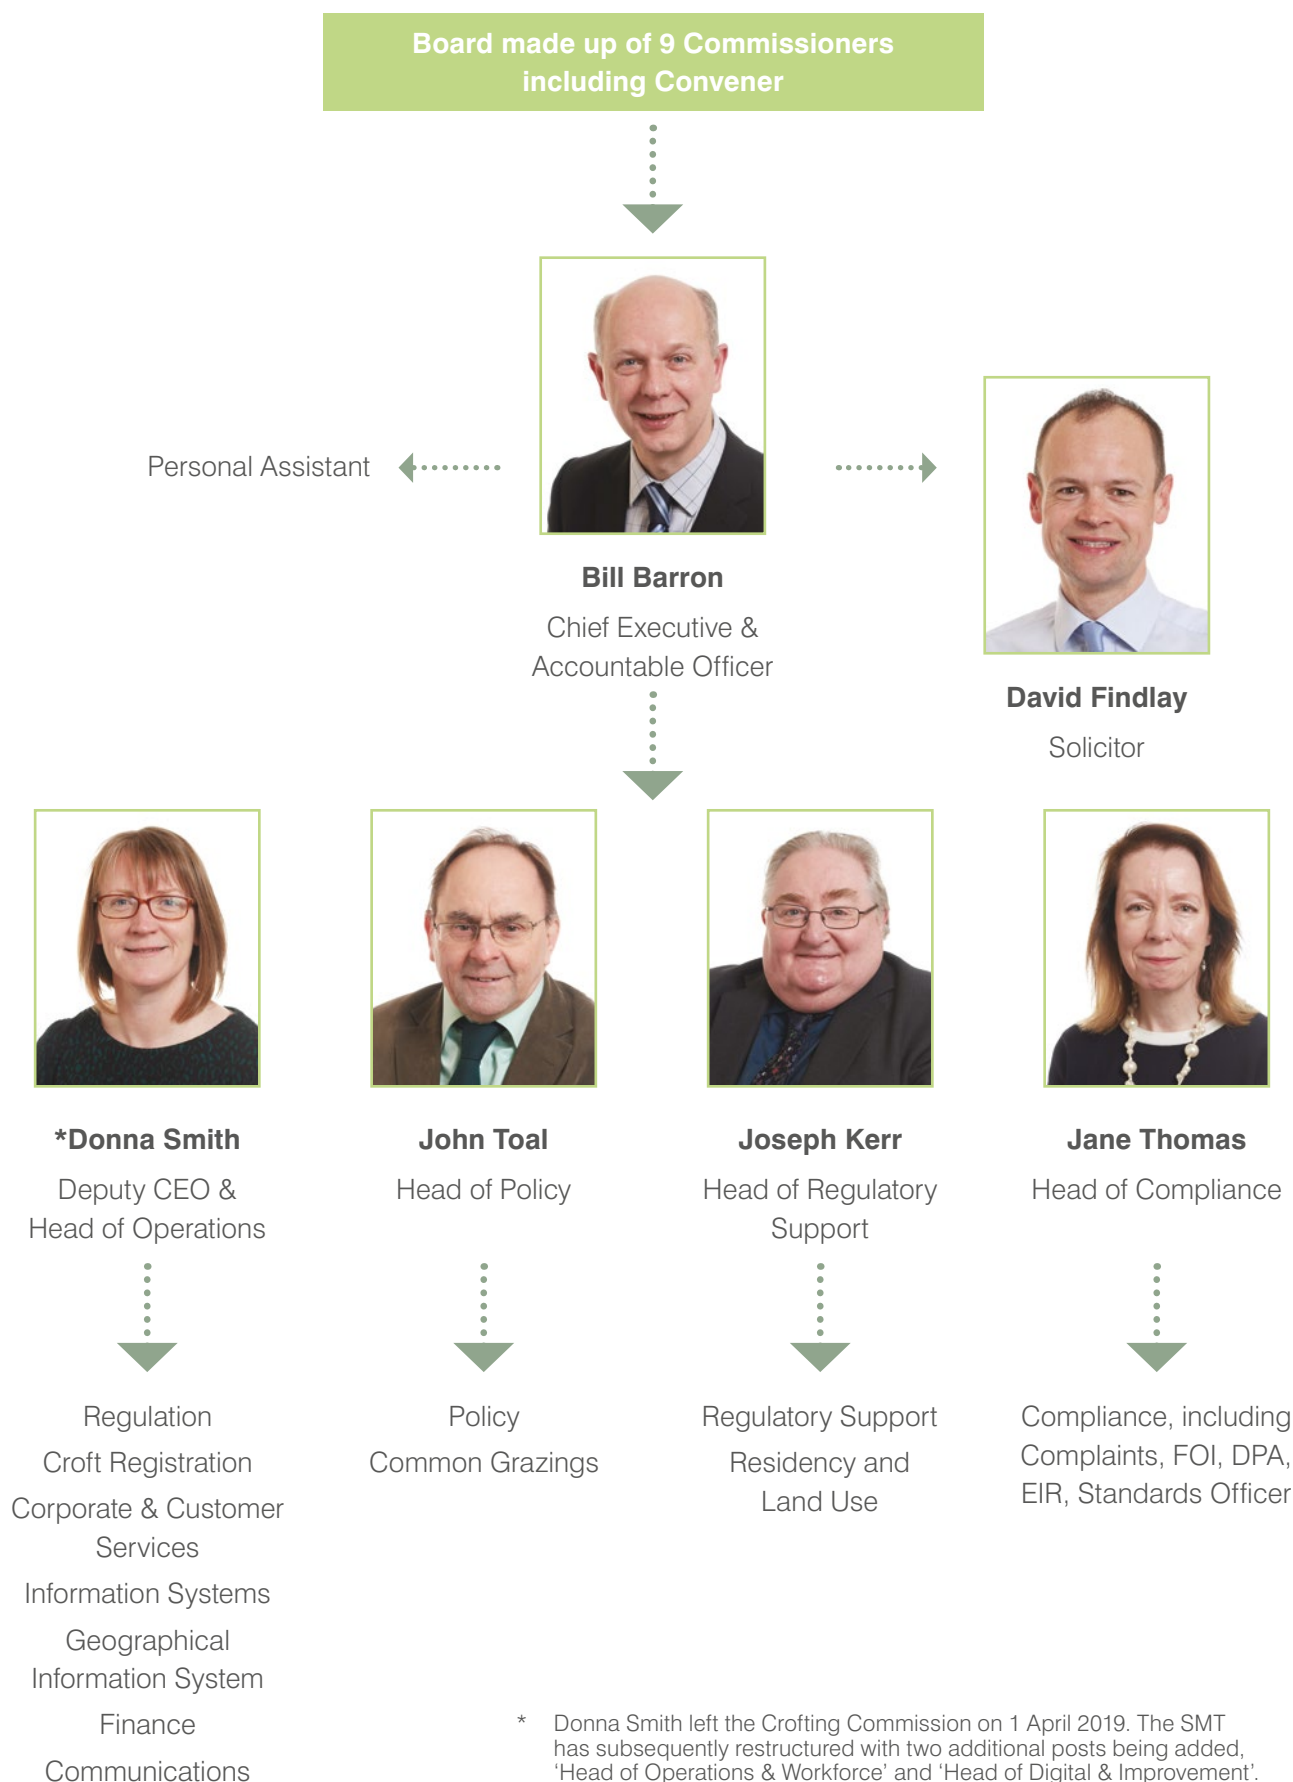 Board made up of 9 Commissioners
including Convener
Personal Assistant
Bill Barron
Chief Executive &
Accountable Officer
David Findlay
Solicitor
*Donna Smith
Deputy CEO &
Head of Operations
John Toal
Head of Policy
Joseph Kerr
Head of Regulatory
Support
Jane Thomas
Head of Compliance
Regulation
Croft Registration
Corporate & Customer
Services
Information Systems
Geographical
Information System
Finance
Communications
Policy
Common Grazings
Regulatory Support
Residency and
Land Use
Compliance, including
Complaints, FOI, DPA,
EIR, Standards Officer
* Donna Smith left the Crofting Commission on 1 April 2019. The SMT
has subsequently restructured with two additional posts being added,
‘Head of Operations & Workforce’ and ‘Head of Digital & Improvement’.